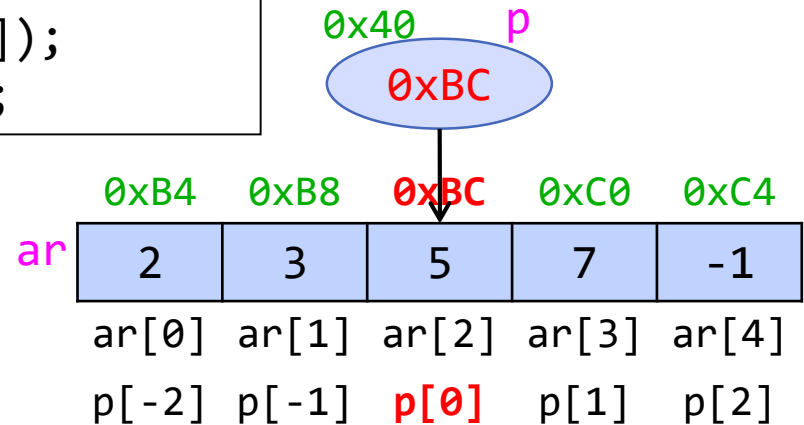 ]);
;
0x40 p
0xBC
0xB4 0xB8 0xBC 0xC0 0xC4
ar 2 3 5 7 -1
ar[0] ar[1] ar[2] ar[3] ar[4]
p[-2] p[-1] p[0] p[1] p[2]